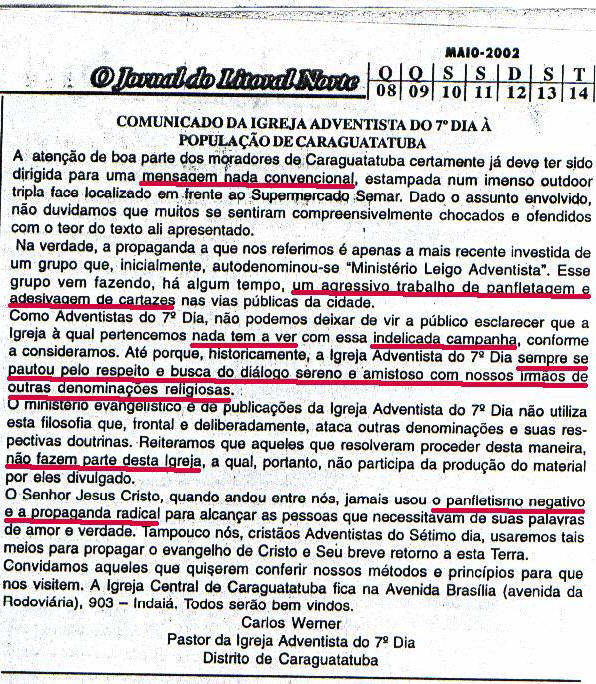 MAIO-2002
O Jornal do Litoral Norte
Q Q S S D S T
08 09 10 11 12 13 14
COMUNICADO DA IGREJA ADVENTISTA DO 7º DIA À
POPULAÇÃO DE CARAGUATATUBA
A atenção de boa parte dos moradores de Caraguatatuba certamente já deve ter sido
dirigida para uma mensagem nada convencional, estampada num imenso outdoor
tripla face localizado em frente ao Supermercado Semar. Dado o assunto envolvido,
não duvidamos que muitos se sentiram compreensivelmente chocados e ofendidos
com o teor do texto ali apresentado.
Na verdade, a propaganda a que nos referimos é apenas a mais recente investida de
um grupo que, inicialmente, autodenominou-se “Ministério Leigo Adventista”. Esse
grupo vem fazendo, há algum tempo, um agressivo trabalho de panfletagem e
adesivagem de cartazes nas vias públicas da cidade.
Como Adventistas do 7º Dia, não podemos deixar de vir a público esclarecer que a
Igreja à qual pertencemos nada tem a ver com essa indelicada campanha, conforme
a consideramos. Até porque, historicamente, a Igreja Adventista do 7º Dia sempre se
pautou pelo respeito e busca do diálogo sereno e amistoso com nossos irmãos de
outras denominações religiosas.
O ministério evangelístico e de publicações da Igreja Adventista do 7º Dia não utiliza
esta filosofia que, frontal e deliberadamente, ataca outras denominações e suas res-
pectivas doutrinas. Reiteramos que aqueles que resolveram proceder desta maneira,
não fazem parte desta Igreja, a qual, portanto, não participa da produção do material
por eles divulgado.
O Senhor Jesus Cristo, quando andou entre nós, jamais usou o panfletismo negativo
e a propaganda radical para alcançar as pessoas que necessitavam de suas palavras
de amor e verdade. Tampouco nós, cristãos Adventistas do Sétimo dia, usaremos tais
meios para propagar o evangelho de Cristo e Seu breve retorno a esta Terra.
Convidamos aqueles que quiserem conferir nossos métodos e princípios para que
nos visitem. A Igreja Central de Caraguatatuba fica na Avenida Brasília (avenida da
Rodoviária), 903 – Indaiá. Todos serão bem vindos.
Carlos Werner
Pastor da Igreja Adventista do 7º Dia
Distrito de Caraguatatuba